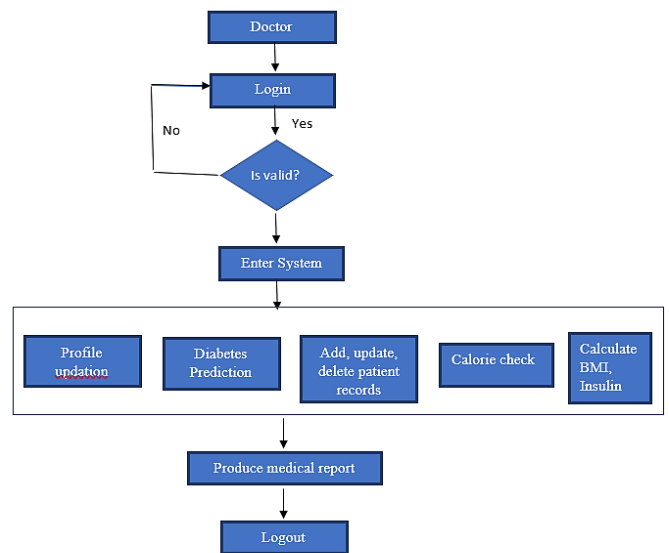 Doctor
Login
No
Yes
Is valid?
Enter System
Profile
updation
Diabetes
Prediction
Add, update,
delete patient
records
Calorie check
Calculate
BMI,
Insulin
Produce medical report
Logout